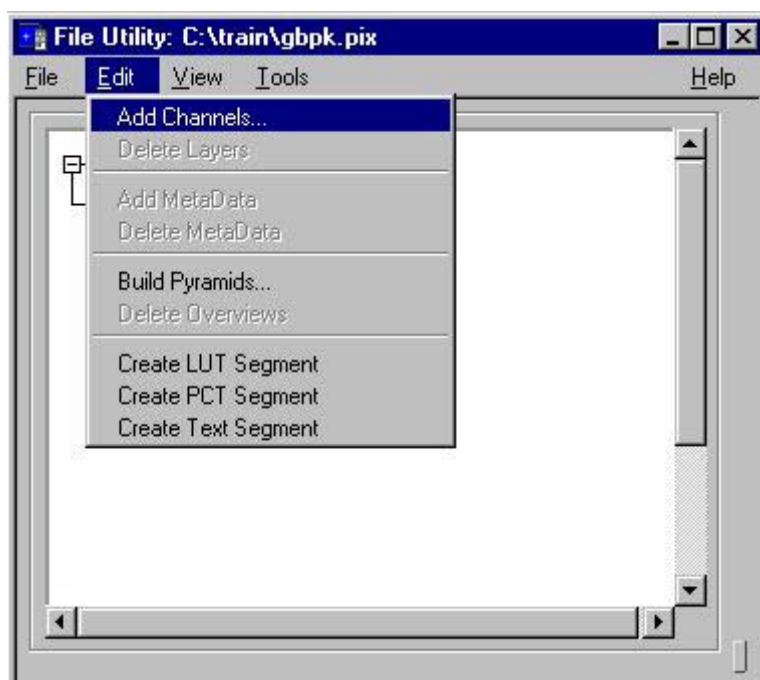 File Utility: C:\train\gbpk.pix
File Edit View Tools Help
Add Channels...
Delete Layers
Add MetaData
Delete MetaData
Build Pyramids...
Delete Overviews
Create LUT Segment
Create PCT Segment
Create Text Segment